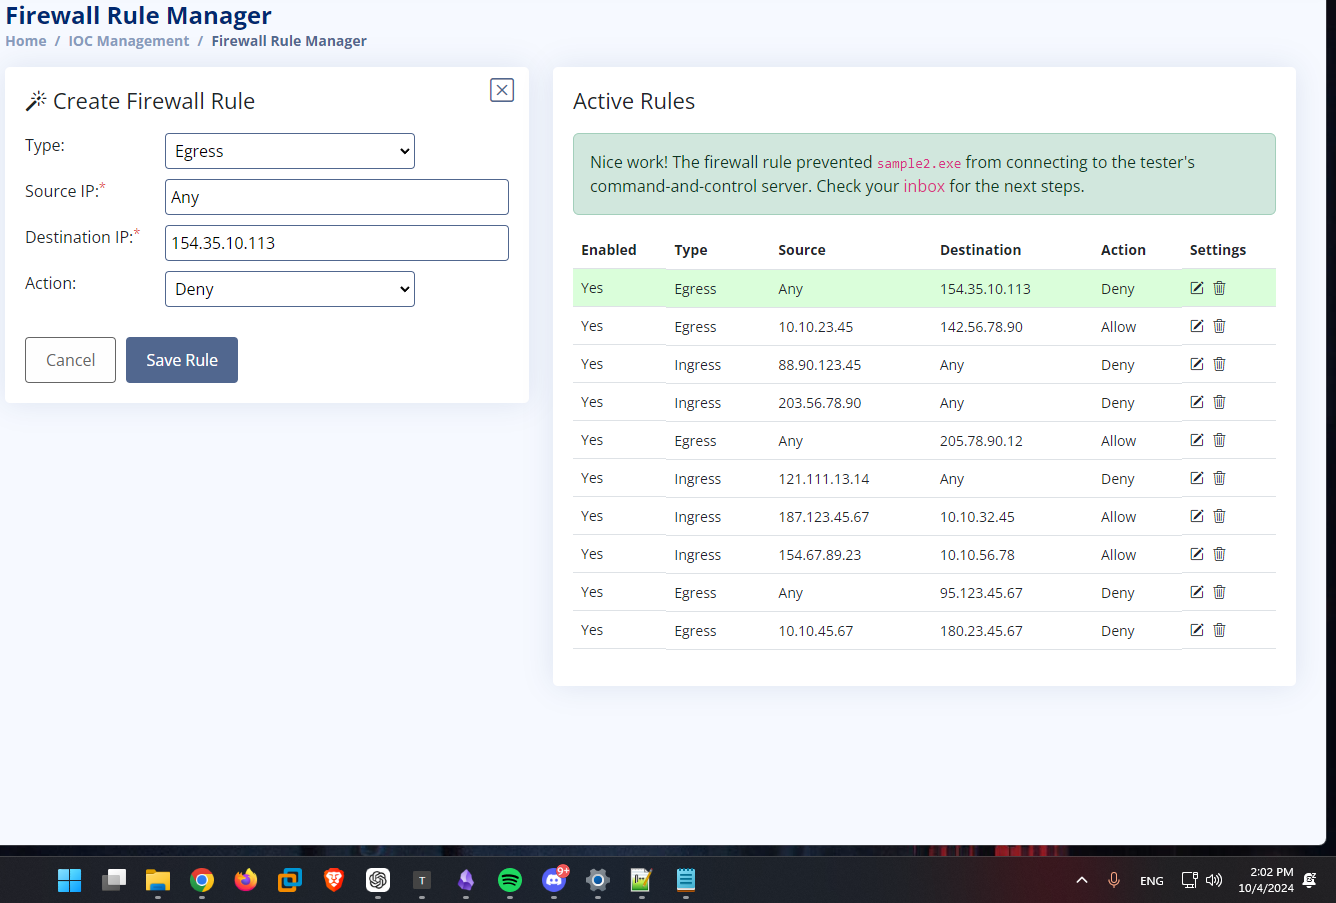 Firewall Rule Manager
Home / IOC Management / Firewall Rule Manager
Create Firewall Rule
Type:
Egress
Source IP:*
Any
Destination IP:*
154.35.10.113
Action:
Deny
Cancel
Save Rule
Active Rules
Nice work! The firewall rule prevented sample2.exe from connecting to the tester's
command-and-control server. Check your inbox for the next steps.
Enabled Type Source Destination Action Settings
Yes Egress Any 154.35.10.113 Deny
Yes Egress 10.10.23.45 142.56.78.90 Allow
Yes Ingress 88.90.123.45 Any Deny
Yes Ingress 203.56.78.90 Any Deny
Yes Egress Any 205.78.90.12 Allow
Yes Ingress 121.111.13.14 Any Deny
Yes Ingress 187.123.45.67 10.10.32.45 Allow
Yes Ingress 154.67.89.23 10.10.56.78 Allow
Yes Egress Any 95.123.45.67 Deny
Yes Egress 10.10.45.67 180.23.45.67 Deny
T
9+
ENG
2:02 PM
10/4/2024